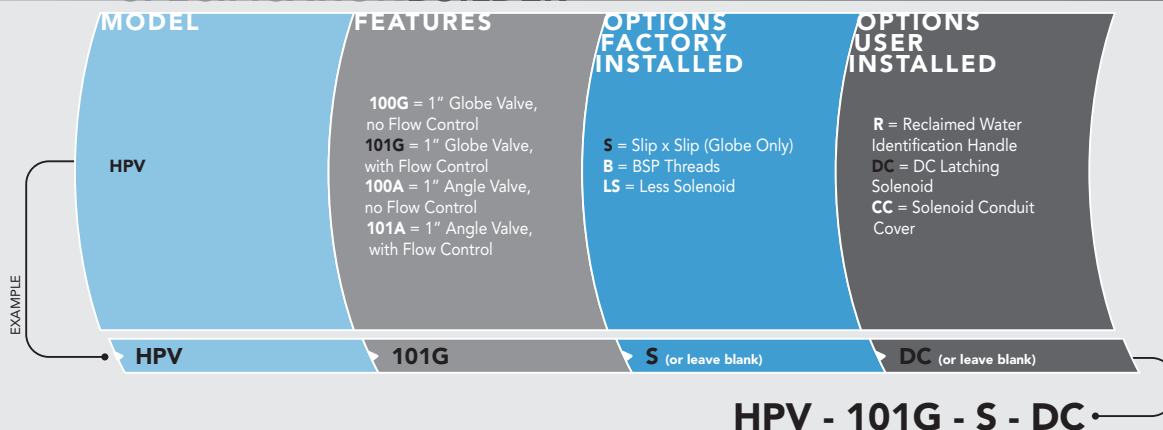 MODEL
HPV
FEATURES
100G = 1” Globe Valve,
no Flow Control
101G = 1” Globe Valve,
with Flow Control
100A = 1” Angle Valve,
no Flow Control
101A = 1” Angle Valve,
with Flow Control
OPTIONS
FACTORY
INSTALLED
S = Slip x Slip (Globe Only)
B = BSP Threads
LS = Less Solenoid
OPTIONS
USER
INSTALLED
R = Reclaimed Water
Identification Handle
DC = DC Latching
Solenoid
CC = Solenoid Conduit
Cover
EXAMPLE
HPV
101G
S (or leave blank)
DC (or leave blank)
HPV - 101G - S - DC